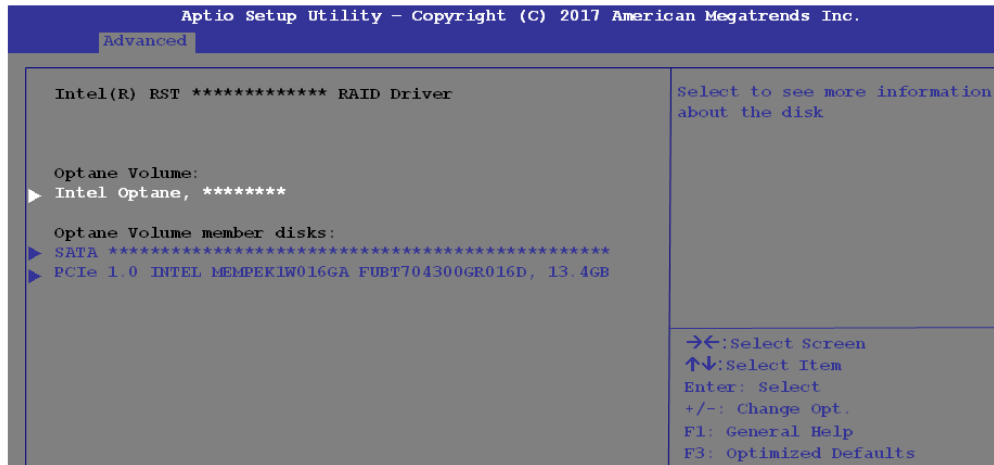 Aptio Setup Utility – Copyright (C) 2017 American Megatrends Inc.
Advanced
Intel(R) RST ************* RAID Driver
Optane Volume:
▶ Intel Optane, ********
Optane Volume member disks:
▶ SATA ************************************************
▶ PCIe 1.0 INTEL MEMPEK1W016GA FUBT704300GR016D, 13.4GB
Select to see more information
about the disk
→←:Select Screen
↑↓:Select Item
Enter: Select
+/-: Change Opt.
F1: General Help
F3: Optimized Defaults